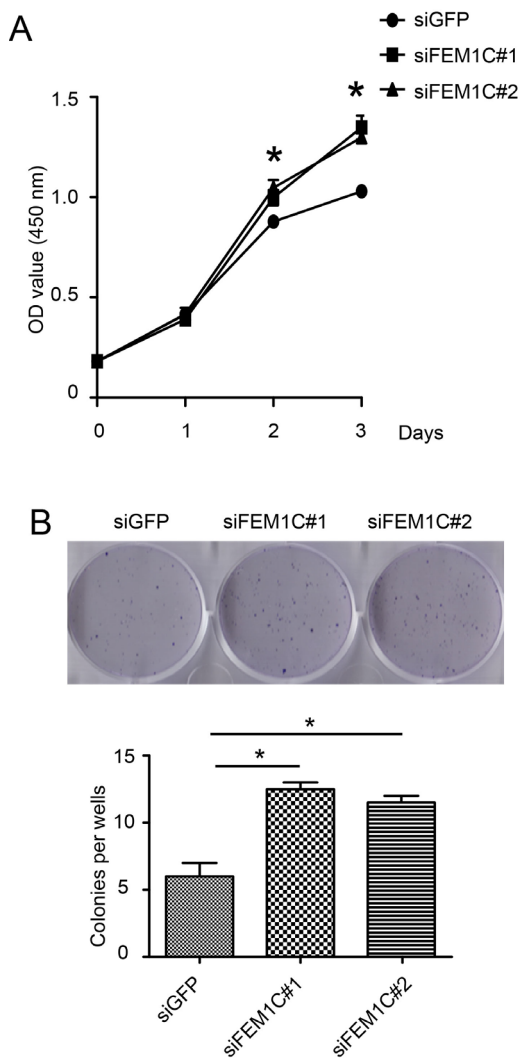 A
siGFP
siFEM1C#1
siFEM1C#2
*
*
1.5
1.0
0.5
0
OD value (450 nm)
0 1 2 3 Days
B
siGFP siFEM1C#1 siFEM1C#2
*
*
15
10
5
0
Colonies per wells
siGFP
siFEM1C#1
siFEM1C#2